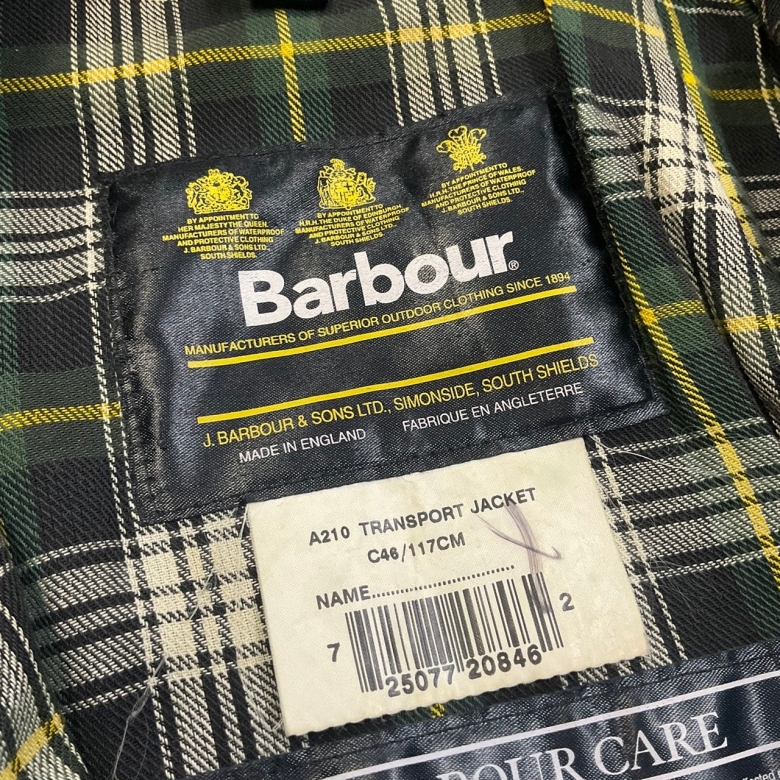 BY APPOINTMENT TO
HER MAJESTY THE QUEEN
MANUFACTURERS OF WATERPROOF
AND PROTECTIVE CLOTHING
J. BARBOUR & SONS LTD.,
SOUTH SHIELDS.
BY APPOINTMENT TO
H.R.H. THE DUKE OF EDINBURGH
MANUFACTURERS OF WATERPROOF
AND PROTECTIVE CLOTHING
J. BARBOUR & SONS LTD.,
SOUTH SHIELDS.
BY APPOINTMENT TO
H.R.H. THE PRINCE OF WALES
MANUFACTURERS OF WATERPROOF
AND PROTECTIVE CLOTHING
J. BARBOUR & SONS LTD.,
SOUTH SHIELDS.
Barbour®
MANUFACTURERS OF SUPERIOR OUTDOOR CLOTHING SINCE 1894
J. BARBOUR & SONS LTD., SIMONSIDE, SOUTH SHIELDS
MADE IN ENGLAND FABRIQUE EN ANGLETERRE
A210 TRANSPORT JACKET
C46/117CM
NAME..............................
7 25077 20846 2
BOUR CARE